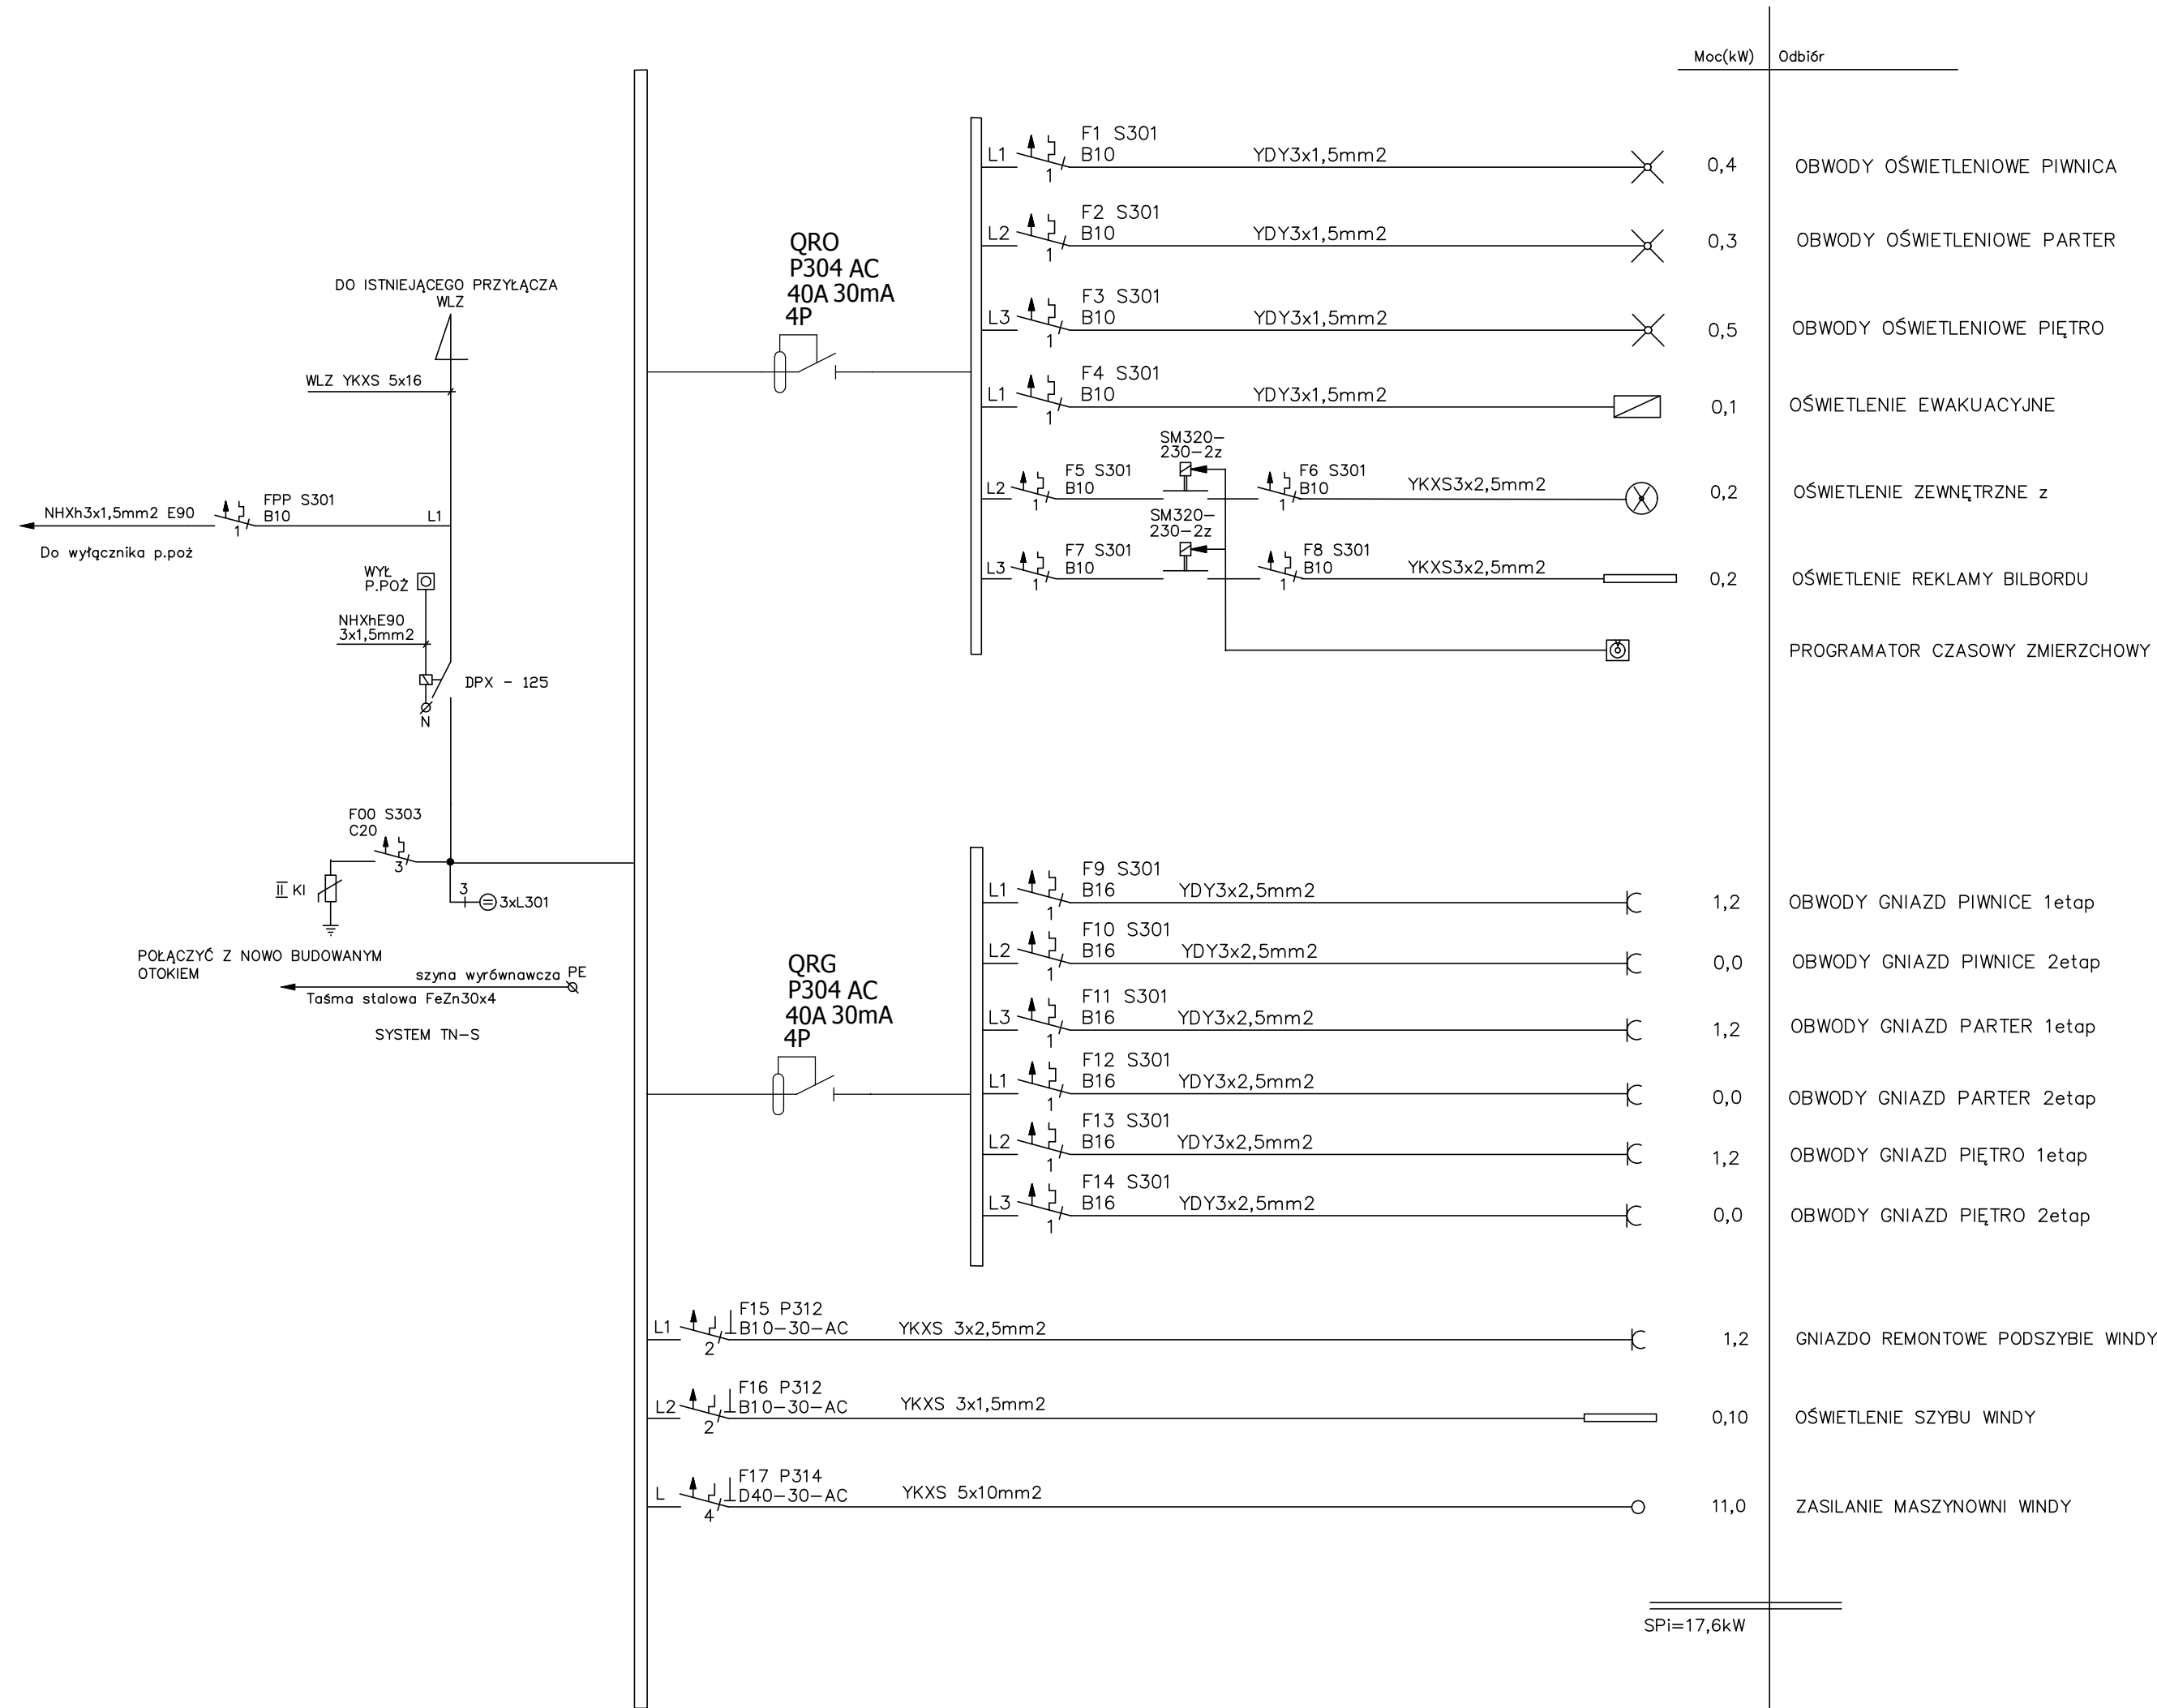 Moc(kW) Odbiór
DO ISTNIEJĄCEGO PRZYŁĄCZA
WLZ
WLZ YKXS 5x16
FPP S301
B10
L1
1
NHXh3x1,5mm2 E90
Do wyłącznika p.poż
WYŁ
P.POŻ
NHXhE90
3x1,5mm2
DPX - 125
N
F00 S303
C20
3
II KI
3
3xL301
POŁĄCZYĆ Z NOWO BUDOWANYM
OTOKIEM
szyna wyrównawcza PE
Taśma stalowa FeZn30x4
SYSTEM TN-S
QRO
P304 AC
40A 30mA
4P
F1 S301
L1 B10 YDY3x1,5mm2
1
0,4 OBWODY OŚWIETLENIOWE PIWNICA
F2 S301
L2 B10 YDY3x1,5mm2
1
0,3 OBWODY OŚWIETLENIOWE PARTER
F3 S301
L3 B10 YDY3x1,5mm2
1
0,5 OBWODY OŚWIETLENIOWE PIĘTRO
F4 S301
L1 B10 YDY3x1,5mm2
1
0,1 OŚWIETLENIE EWAKUACYJNE
SM320-
230-2z
F5 S301 F6 S301
L2 B10 B10 YKXS3x2,5mm2
1 1
0,2 OŚWIETLENIE ZEWNĘTRZNE z
SM320-
230-2z
F7 S301 F8 S301
L3 B10 B10 YKXS3x2,5mm2
1 1
0,2 OŚWIETLENIE REKLAMY BILBORDU
PROGRAMATOR CZASOWY ZMIERZCHOWY
QRG
P304 AC
40A 30mA
4P
F9 S301
L1 B16 YDY3x2,5mm2
1
1,2 OBWODY GNIAZD PIWNICE 1etap
F10 S301
L2 B16 YDY3x2,5mm2
1
0,0 OBWODY GNIAZD PIWNICE 2etap
F11 S301
L3 B16 YDY3x2,5mm2
1
1,2 OBWODY GNIAZD PARTER 1etap
F12 S301
L1 B16 YDY3x2,5mm2
1
0,0 OBWODY GNIAZD PARTER 2etap
F13 S301
L2 B16 YDY3x2,5mm2
1
1,2 OBWODY GNIAZD PIĘTRO 1etap
F14 S301
L3 B16 YDY3x2,5mm2
1
0,0 OBWODY GNIAZD PIĘTRO 2etap
F15 P312
L1 B10-30-AC YKXS 3x2,5mm2
2
1,2 GNIAZDO REMONTOWE PODSZYBIE WINDY
F16 P312
L2 B10-30-AC YKXS 3x1,5mm2
2
0,10 OŚWIETLENIE SZYBU WINDY
F17 P314
L D40-30-AC YKXS 5x10mm2
4
11,0 ZASILANIE MASZYNOWNI WINDY
SPi=17,6kW